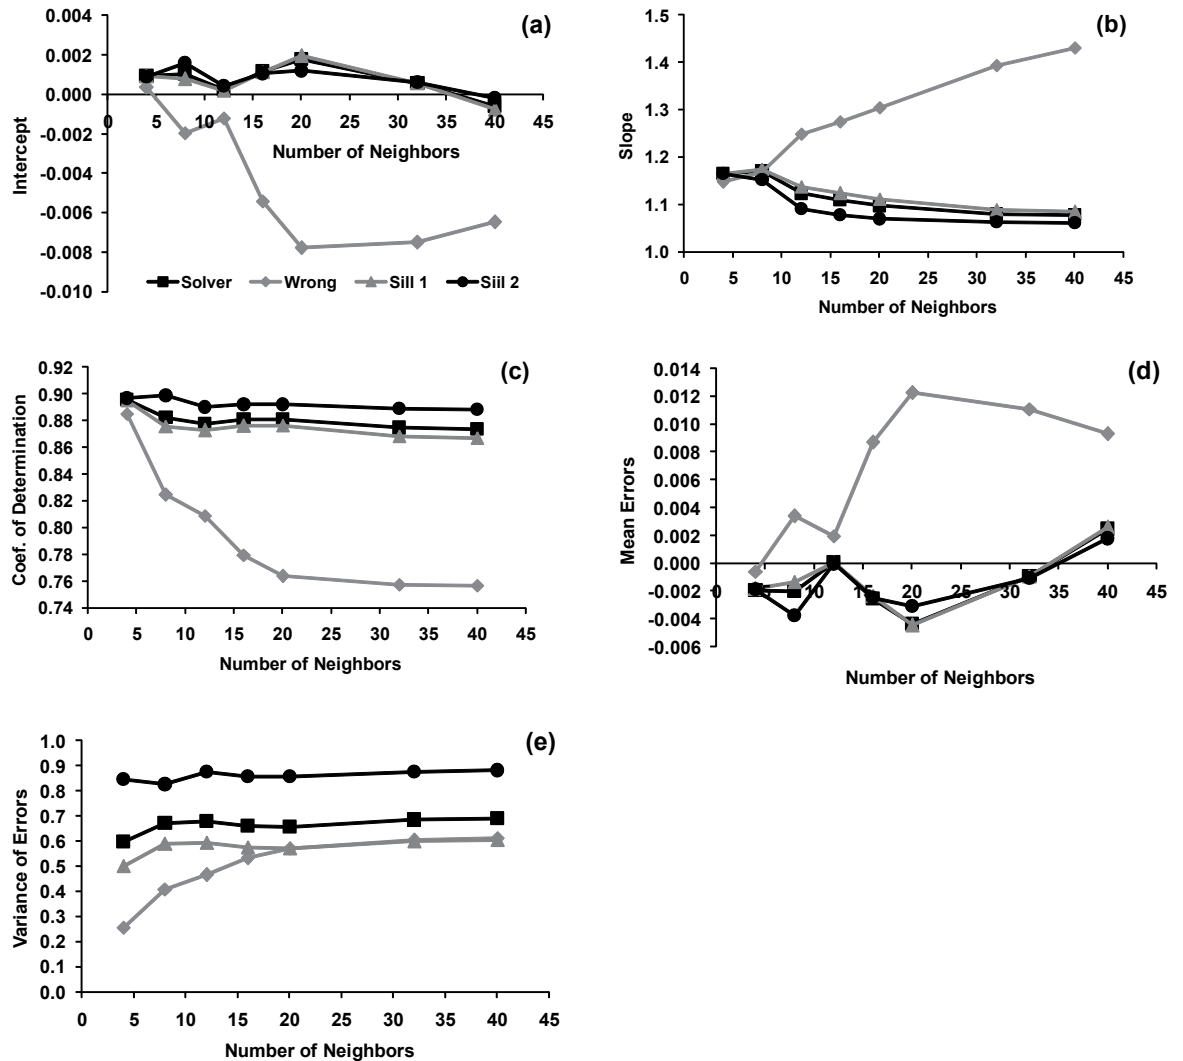 (a)
0.004
0.002
0.000
-0.002
-0.004
-0.006
-0.008
-0.010
Intercept
0 5 10 15 20 25 30 35 40 45
Number of Neighbors
Solver Wrong Sill 1 Siil 2
(b)
1.5
1.4
1.3
1.2
1.1
1.0
Slope
0 5 10 15 20 25 30 35 40 45
Number of Neighbors
(c)
0.92
0.90
0.88
0.86
0.84
0.82
0.80
0.78
0.76
0.74
Coef. of Determination
0 5 10 15 20 25 30 35 40 45
Number of Neighbors
(d)
0.014
0.012
0.010
0.008
0.006
0.004
0.002
0.000
-0.002
-0.004
-0.006
Mean Errors
0 5 10 15 20 25 30 35 40 45
Number of Neighbors
(e)
1.0
0.9
0.8
0.7
0.6
0.5
0.4
0.3
0.2
0.1
0.0
Variance of Errors
0 5 10 15 20 25 30 35 40 45
Number of Neighbors